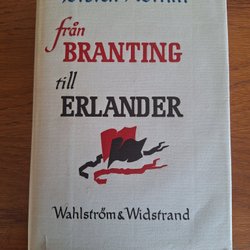 från
BRANTING
till
ERLANDER
Wahlström & Widstrand